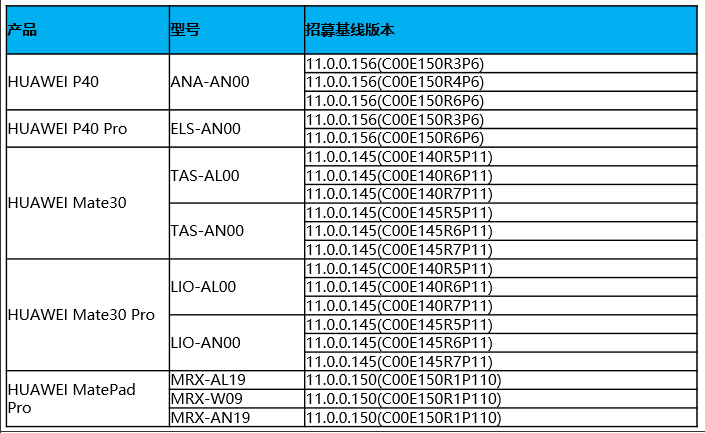 产品 型号 招募基线版本
HUAWEI P40 ANA-AN00 11.0.0.156(C00E150R3P6)
11.0.0.156(C00E150R4P6)
11.0.0.156(C00E150R6P6)
HUAWEI P40 Pro ELS-AN00 11.0.0.156(C00E150R3P6)
11.0.0.156(C00E150R6P6)
HUAWEI Mate30 TAS-AL00 11.0.0.145(C00E140R5P11)
11.0.0.145(C00E140R6P11)
11.0.0.145(C00E140R7P11)
TAS-AN00 11.0.0.145(C00E145R5P11)
11.0.0.145(C00E145R6P11)
11.0.0.145(C00E145R7P11)
HUAWEI Mate30 Pro LIO-AL00 11.0.0.145(C00E140R5P11)
11.0.0.145(C00E140R6P11)
11.0.0.145(C00E140R7P11)
LIO-AN00 11.0.0.145(C00E145R5P11)
11.0.0.145(C00E145R6P11)
11.0.0.145(C00E145R7P11)
HUAWEI MatePad
Pro MRX-AL19 11.0.0.150(C00E150R1P110)
MRX-W09 11.0.0.150(C00E150R1P110)
MRX-AN19 11.0.0.150(C00E150R1P110)